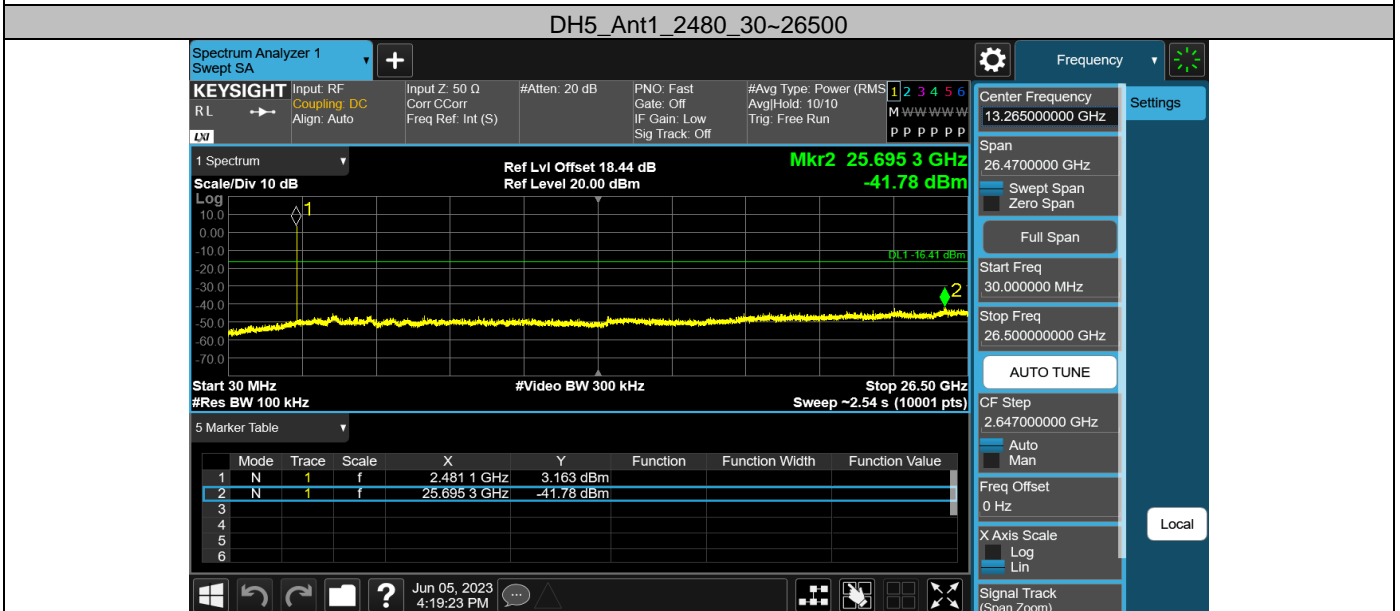 DH5_Ant1_2480_30~26500
Spectrum Analyzer 1
Swept SA
Frequency
KEYSIGHT
RL
LXI
Input: RF
Coupling: DC
Align: Auto
Input Z: 50 Ω
Corr CCorr
Freq Ref: Int (S)
#Atten: 20 dB
PNO: Fast
Gate: Off
IF Gain: Low
Sig Track: Off
#Avg Type: Power (RMS
Avg|Hold: 10/10
Trig: Free Run
1 2 3 4 5 6
M W W W W W
P P P P P P
1 Spectrum
Scale/Div 10 dB
Ref Lvl Offset 18.44 dB
Ref Level 20.00 dBm
Mkr2 25.695 3 GHz
-41.78 dBm
Log
10.0
0.00
-10.0
-20.0
-30.0
-40.0
-50.0
-60.0
-70.0
1
DL1 -16.41 dBm
2
Start 30 MHz
#Res BW 100 kHz
#Video BW 300 kHz
Stop 26.50 GHz
Sweep ~2.54 s (10001 pts)
5 Marker Table
Mode Trace Scale X Y Function Function Width Function Value
1 N 1 f 2.481 1 GHz 3.163 dBm
2 N 1 f 25.695 3 GHz -41.78 dBm
3
4
5
6
Jun 05, 2023
4:19:23 PM
Center Frequency
13.265000000 GHz
Settings
Span
26.4700000 GHz
Swept Span
Zero Span
Full Span
Start Freq
30.000000 MHz
Stop Freq
26.500000000 GHz
AUTO TUNE
CF Step
2.647000000 GHz
Auto
Man
Freq Offset
0 Hz
Local
X Axis Scale
Log
Lin
Signal Track
(Span Zoom)